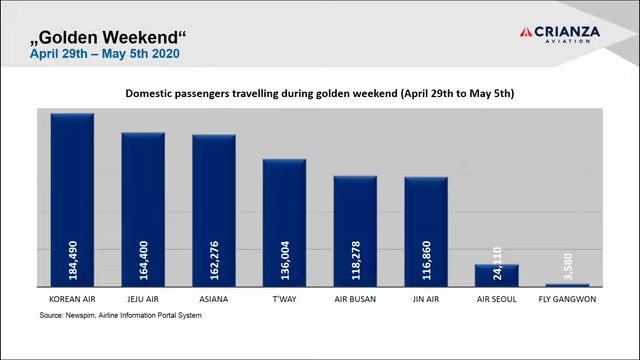 „Golden Weekend“
April 29th – May 5th 2020
CRIANZA
AVIATION
Domestic passengers travelling during golden weekend (April 29th to May 5th)
184,490
164,400
162,276
136,004
118,278
116,860
24,110
3,580
KOREAN AIR
JEJU AIR
ASIANA
T'WAY
AIR BUSAN
JIN AIR
AIR SEOUL
FLY GANGWON
Source: Newspim, Airline Information Portal System